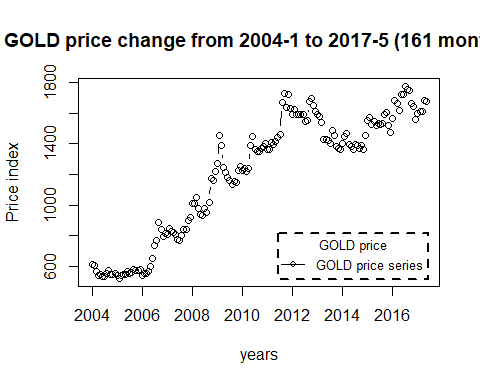 GOLD price change from 2004-1 to 2017-5 (161 mont
Price index
1800
1400
1000
600
GOLD price
GOLD price series
2004 2006 2008 2010 2012 2014 2016
years